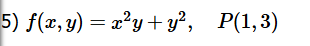 5) f(x, y) = x²y + y², P(1, 3)